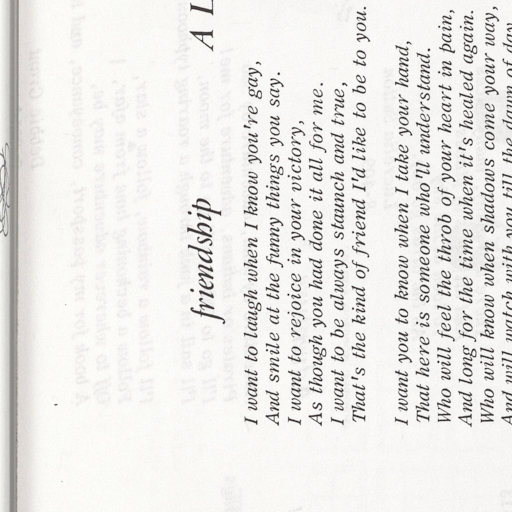 A L
friendship
I want to laugh when I know you're gay,
And smile at the funny things you say.
I want to rejoice in your victory,
As though you had done it all for me.
I want to be always staunch and true,
That's the kind of friend I'd like to be to you.
I want you to know when I take your hand,
That here is someone who'll understand.
Who will feel the throb of your heart in pain,
And long for the time when it's healed again.
Who will know when shadows come your way,
And will watch with you till the dawn of day